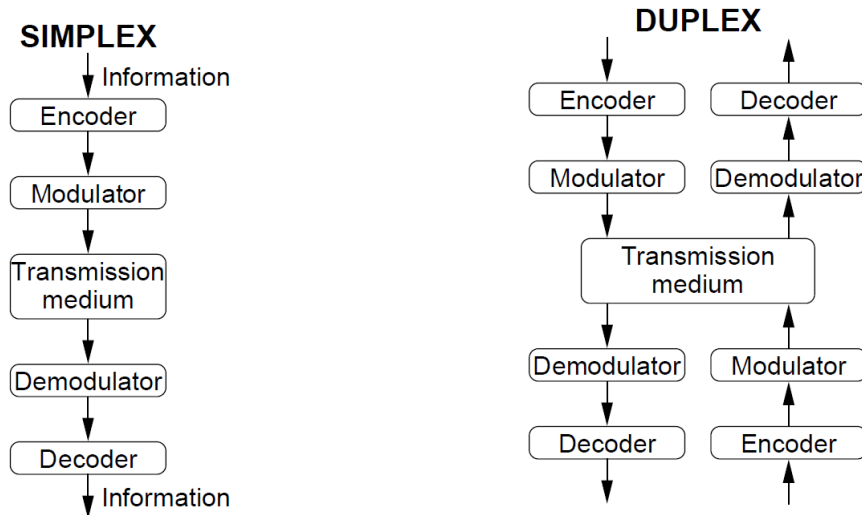 SIMPLEX
Information
Encoder
Modulator
Transmission
medium
Demodulator
Decoder
Information
DUPLEX
Encoder
Decoder
Modulator
Demodulator
Transmission
medium
Demodulator
Modulator
Decoder
Encoder